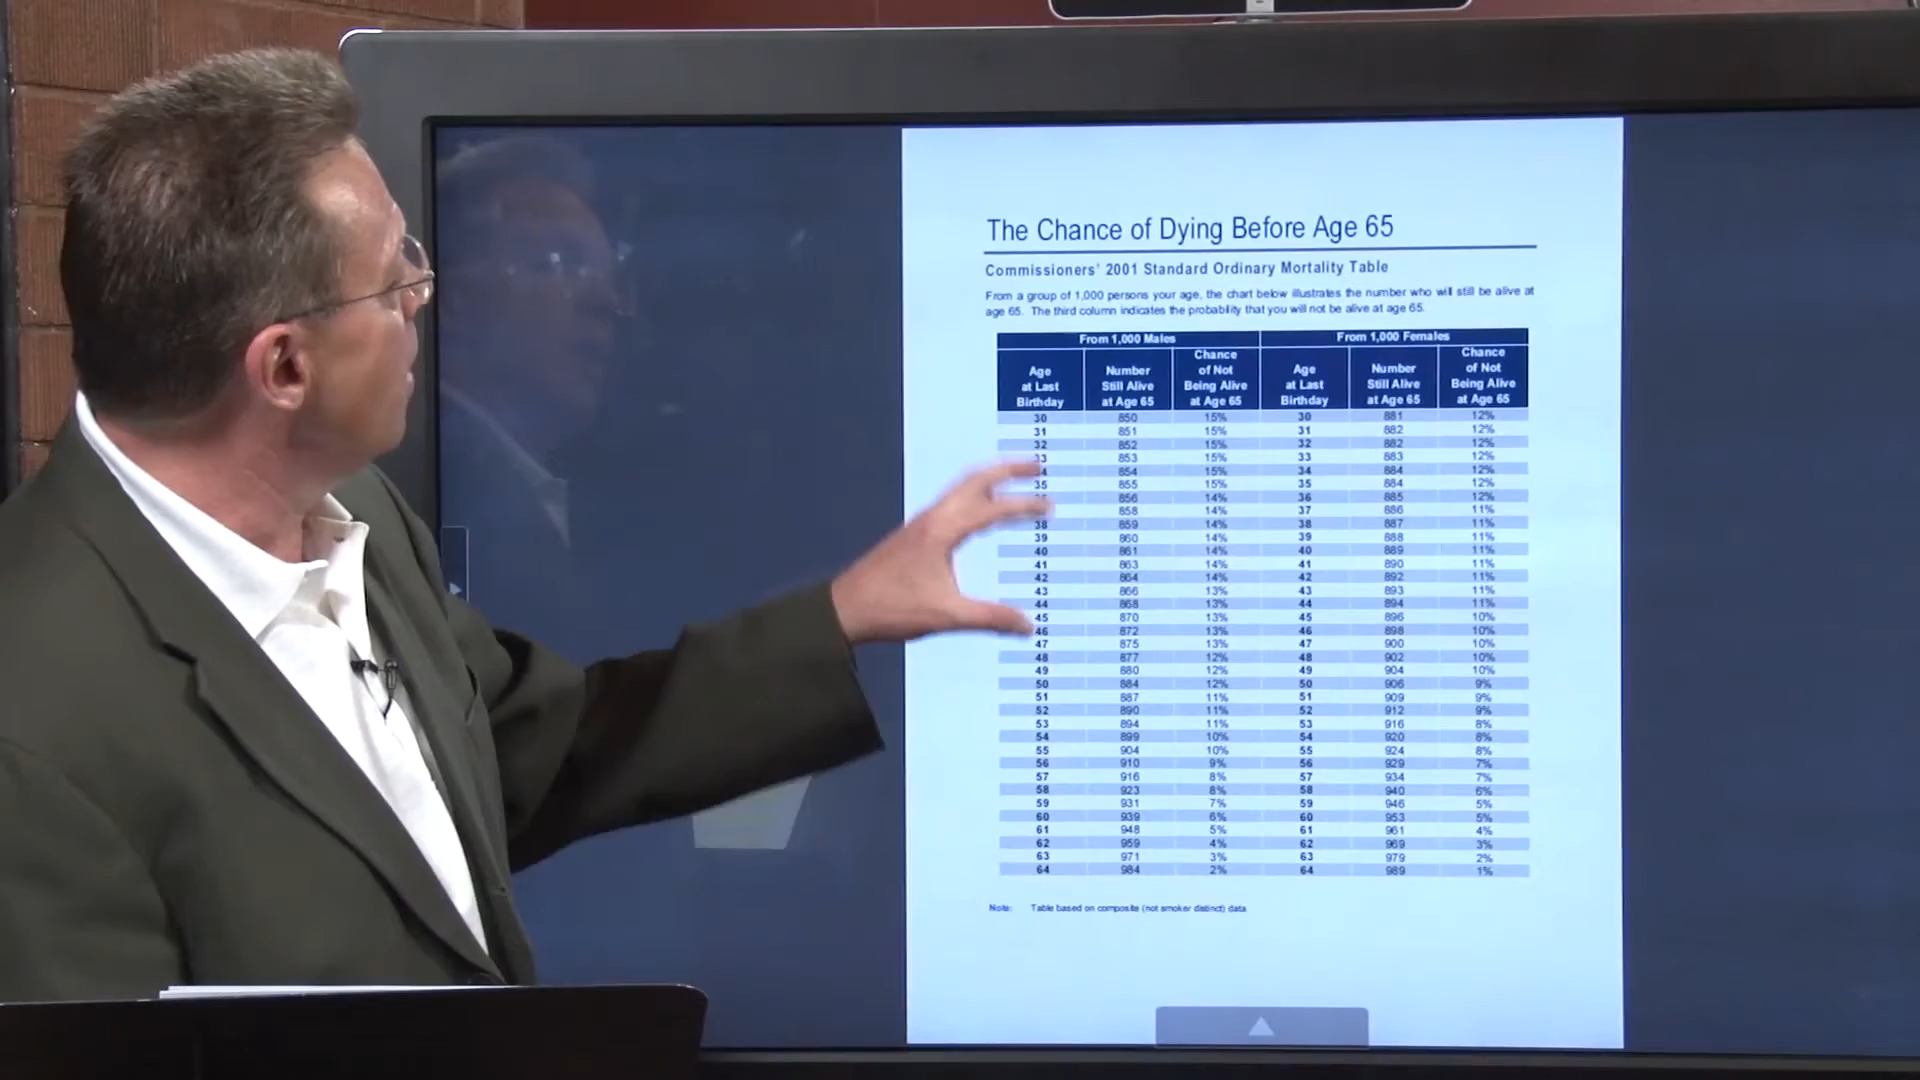 The Chance of Dying Before Age 65
Commissioners' 2001 Standard Ordinary Mortality Table
From a group of 1,000 persons your age, the chart below illustrates the number who will still be alive at
age 65. The third column indicates the probability that you will not be alive at age 65.
From 1,000 Males From 1,000 Females
Age at Last Birthday Number Still Alive at Age 65 Chance of Not Being Alive at Age 65 Age at Last Birthday Number Still Alive at Age 65 Chance of Not Being Alive at Age 65
30 850 15% 30 881 12%
31 851 15% 31 882 12%
32 852 15% 32 882 12%
33 853 15% 33 883 12%
854 15% 34 884 12%
35 855 15% 35 884 12%
856 14% 36 885 12%
858 14% 37 886 11%
38 859 14% 38 887 11%
39 860 14% 39 888 11%
40 861 14% 40 889 11%
41 863 14% 41 890 11%
42 864 14% 42 892 11%
43 866 13% 43 893 11%
44 868 13% 44 894 11%
45 870 13% 45 896 10%
46 872 13% 46 898 10%
47 875 13% 47 900 10%
48 877 12% 48 902 10%
49 880 12% 49 904 10%
50 884 12% 50 906 9%
51 887 11% 51 909 9%
52 890 11% 52 912 9%
53 894 11% 53 916 8%
54 899 10% 54 920 8%
55 904 10% 55 924 8%
56 910 9% 56 929 7%
57 916 8% 57 934 7%
58 923 8% 58 940 6%
59 931 7% 59 946 5%
60 939 6% 60 953 5%
61 948 5% 61 961 4%
62 959 4% 62 969 3%
63 971 3% 63 979 2%
64 984 2% 64 989 1%
Note: Table based on composite (not smoker distinct) data